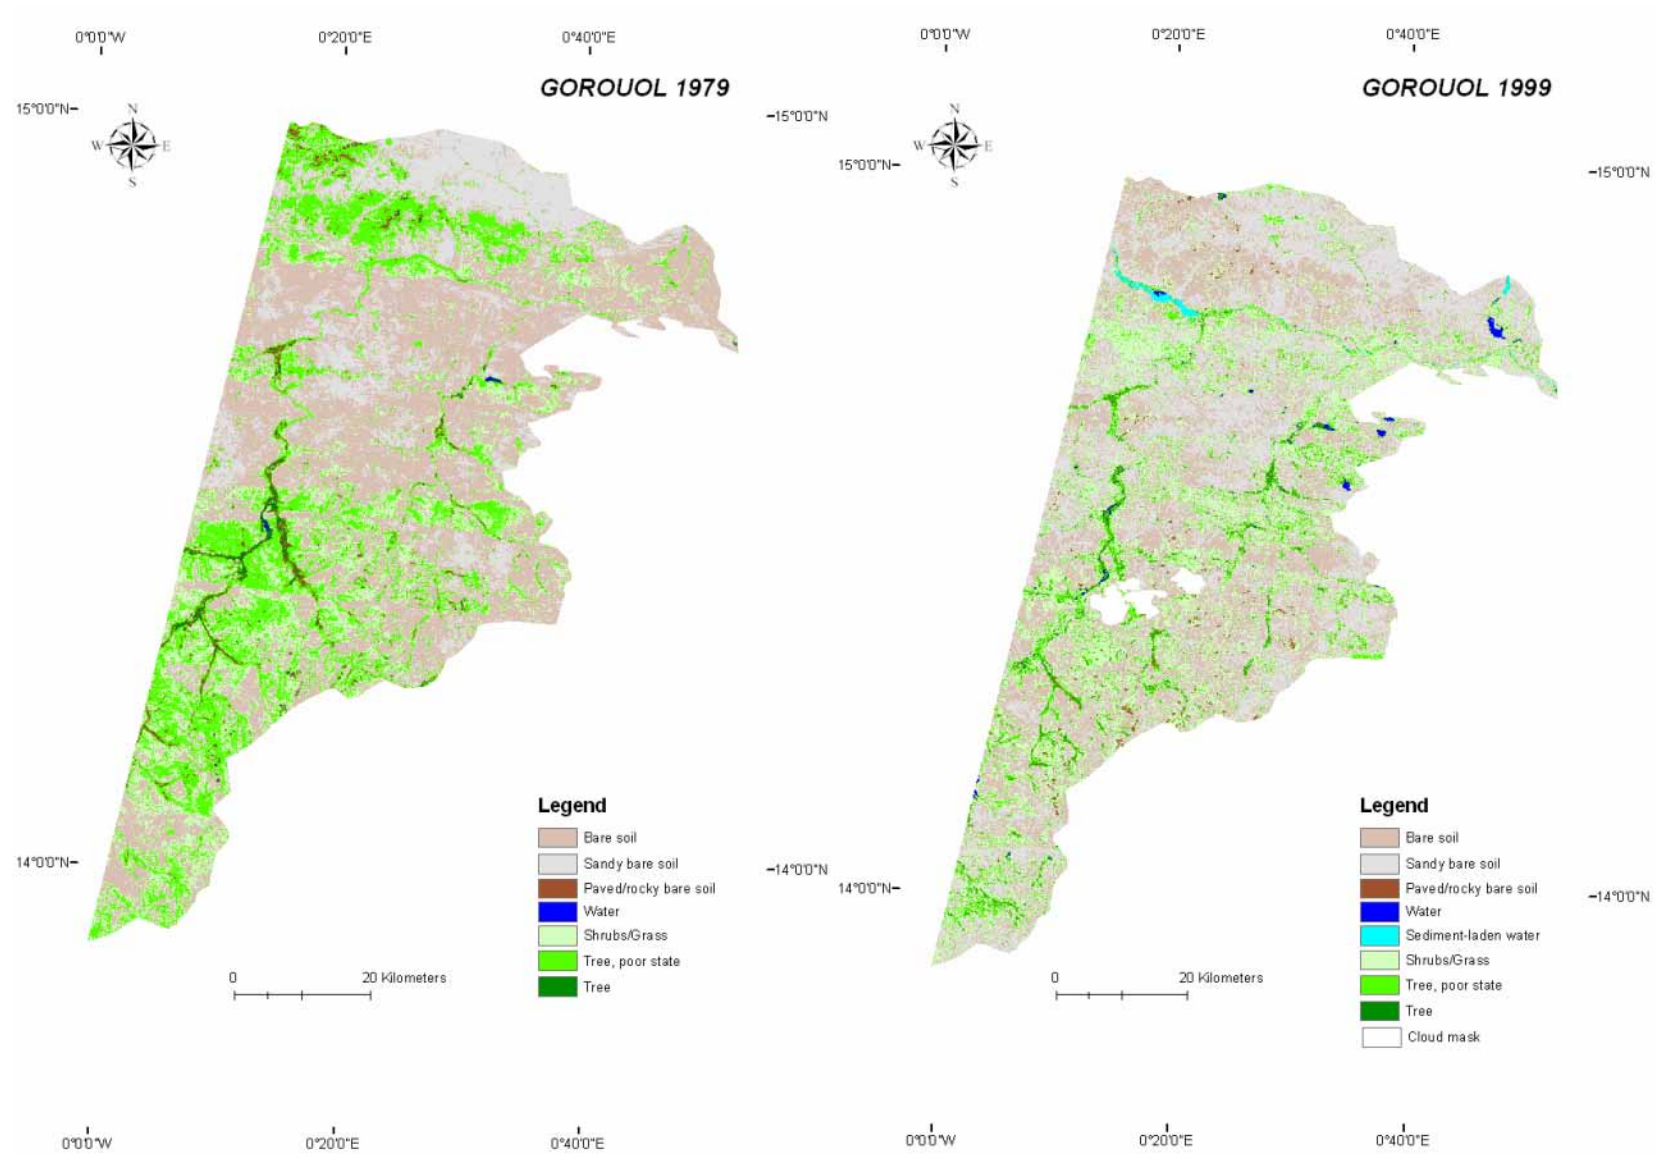 0°0'0"W 0°20'0"E 0°40'0"E
GOROUOL 1979
15°0'0"N
15°0'0"N
N
W E
S
Legend
Bare soil
Sandy bare soil
Paved/rocky bare soil
Water
Shrubs/Grass
Tree, poor state
Tree
14°0'0"N
14°0'0"N
0 20 Kilometers
0°0'0"W 0°20'0"E 0°40'0"E
0°0'0"W 0°20'0"E 0°40'0"E
GOROUOL 1999
15°0'0"N
15°0'0"N
N
W E
S
Legend
Bare soil
Sandy bare soil
Paved/rocky bare soil
Water
Sediment-laden water
Shrubs/Grass
Tree, poor state
Tree
Cloud mask
14°0'0"N
14°0'0"N
0 20 Kilometers
0°0'0"W 0°20'0"E 0°40'0"E